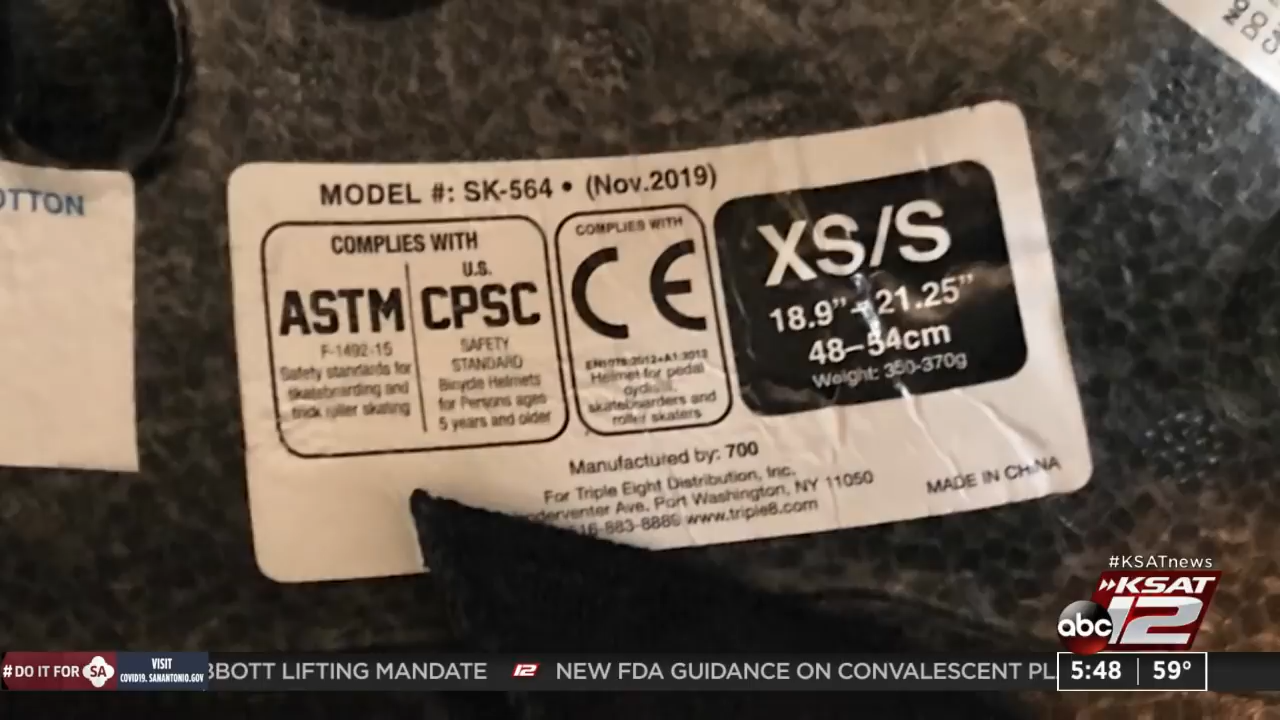 NO
DO
OTTON
MODEL #: SK-564 • (Nov.2019)
COMPLIES WITH
ASTM
F-1492-15
Safety standards for
skateboarding and
trick roller skating
U.S.
CPSC
SAFETY
STANDARD
Bicycle Helmets
for Persons ages
5 years and older
COMPLIES WITH
CE
EN1078:2012+A1:2012
Helmet for pedal
skateboarders and
roller skaters
XS/S
18.9”–21.25”
48–54cm
Weight: 350-370g
Manufactured by: 700
For Triple Eight Distribution, Inc.
Ave, Port Washington, NY 11050
16-883-8889 www.triple8.com
MADE IN CHINA
#KSATnews
»KSAT
abc 12
#DO IT FOR SA
VISIT
COVID19.SANANTONIO.GOV
BBOTT LIFTING MANDATE 12 NEW FDA GUIDANCE ON CONVALESCENT PL
5:48 59°